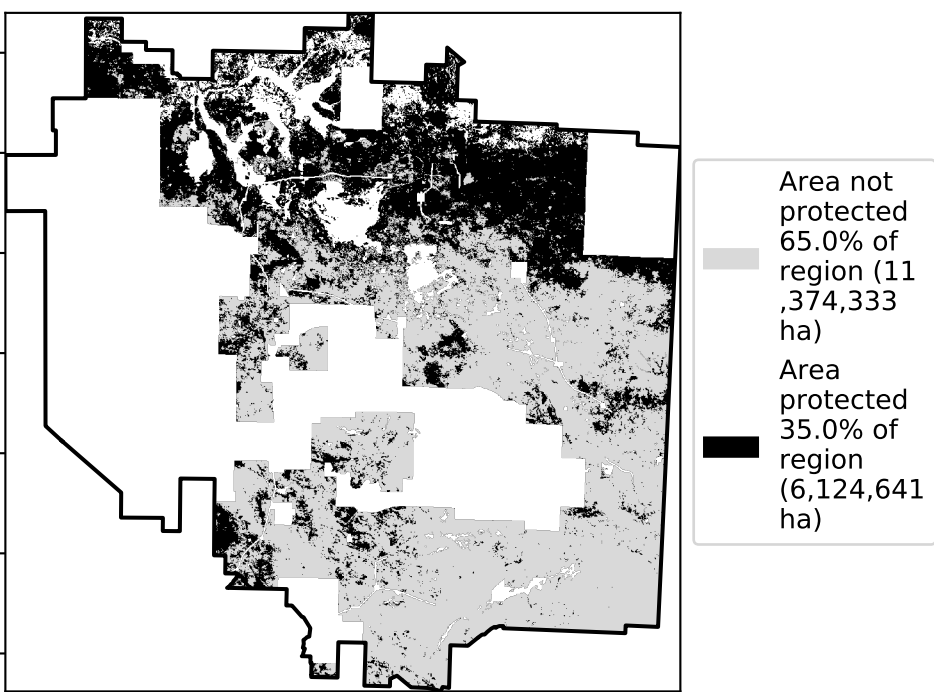 Area not
protected
65.0% of
region (11
,374,333
ha)
Area
protected
35.0% of
region
(6,124,641
ha)